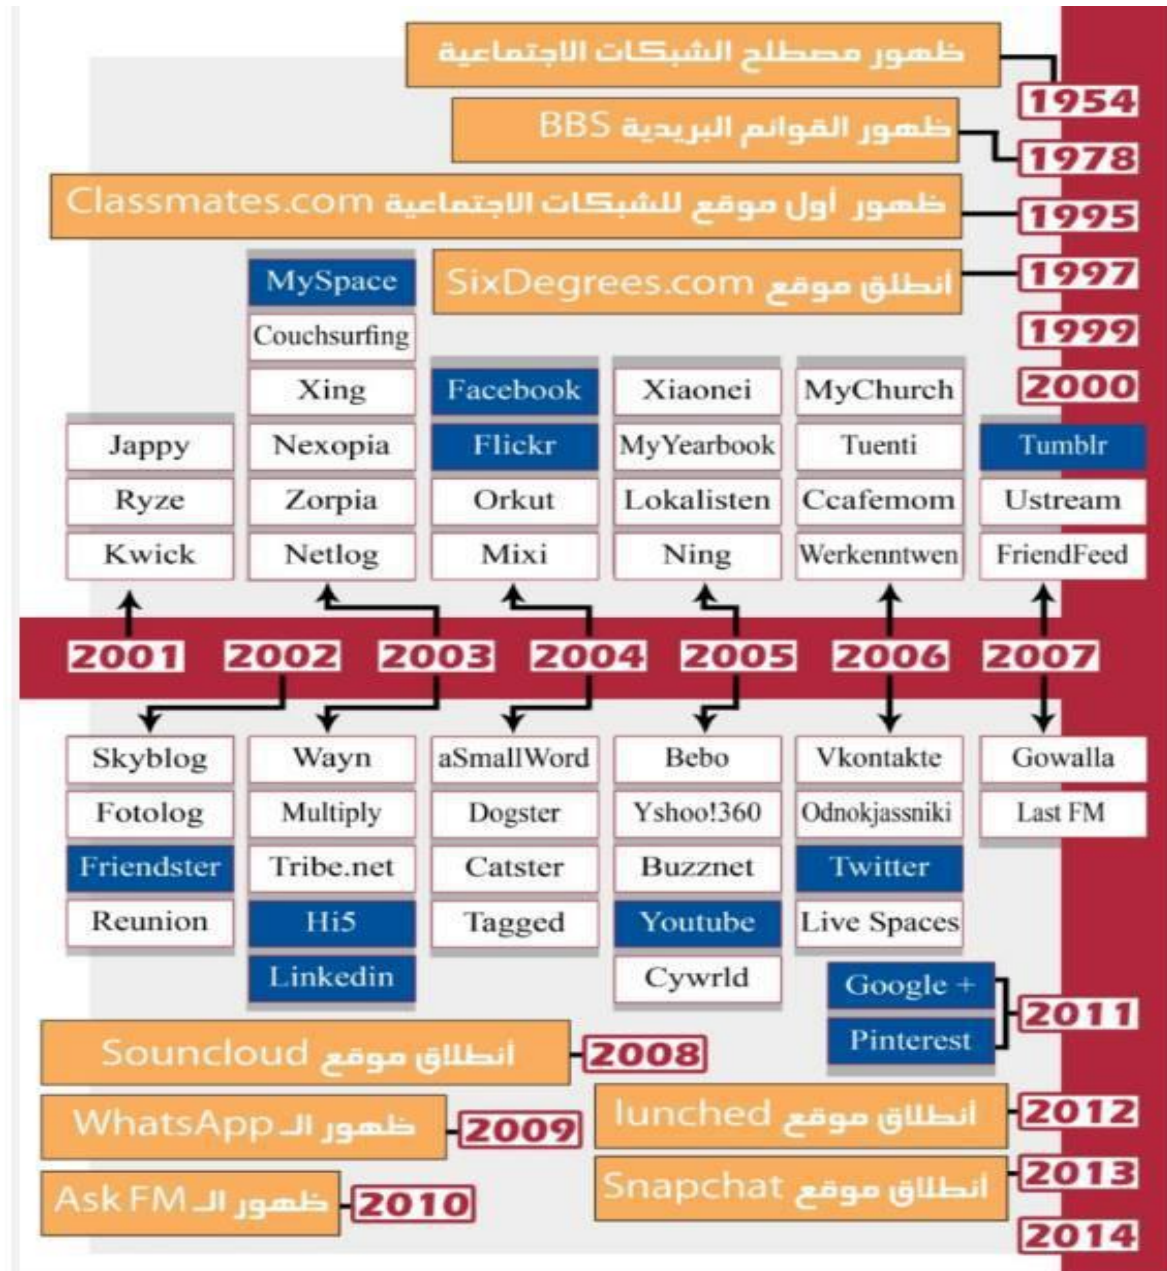 ظهور مصطلح الشبكات الاجتماعية
1954
ظهور القوائم البريدية BBS
1978
ظهور أول موقع للشبكات الاجتماعية Classmates.com
1995
أنطلق موقع SixDegrees.com
1997
1999
2000
Jappy
Ryze
Kwick
MySpace
Couchsurfing
Xing
Nexopia
Zorpia
Netlog
Facebook
Flickr
Orkut
Mixi
Xiaonei
MyYearbook
Lokalisten
Ning
MyChurch
Tuenti
Ccafemom
Werkenntwen
Tumblr
Ustream
FriendFeed
2001 2002 2003 2004 2005 2006 2007
Skyblog
Fotolog
Friendster
Reunion
Wayn
Multiply
Tribe.net
Hi5
Linkedin
aSmallWord
Dogster
Catster
Tagged
Bebo
Yshoo!360
Buzznet
Youtube
Cywrld
Vkontakte
Odnokjassniki
Twitter
Live Spaces
Gowalla
Last FM
أنطلاق موقع Souncloud
2008
ظهور الـ WhatsApp
2009
ظهور الـ Ask FM
2010
Google +
Pinterest
2011
أنطلاق موقع lunched
2012
أنطلاق موقع Snapchat
2013
2014